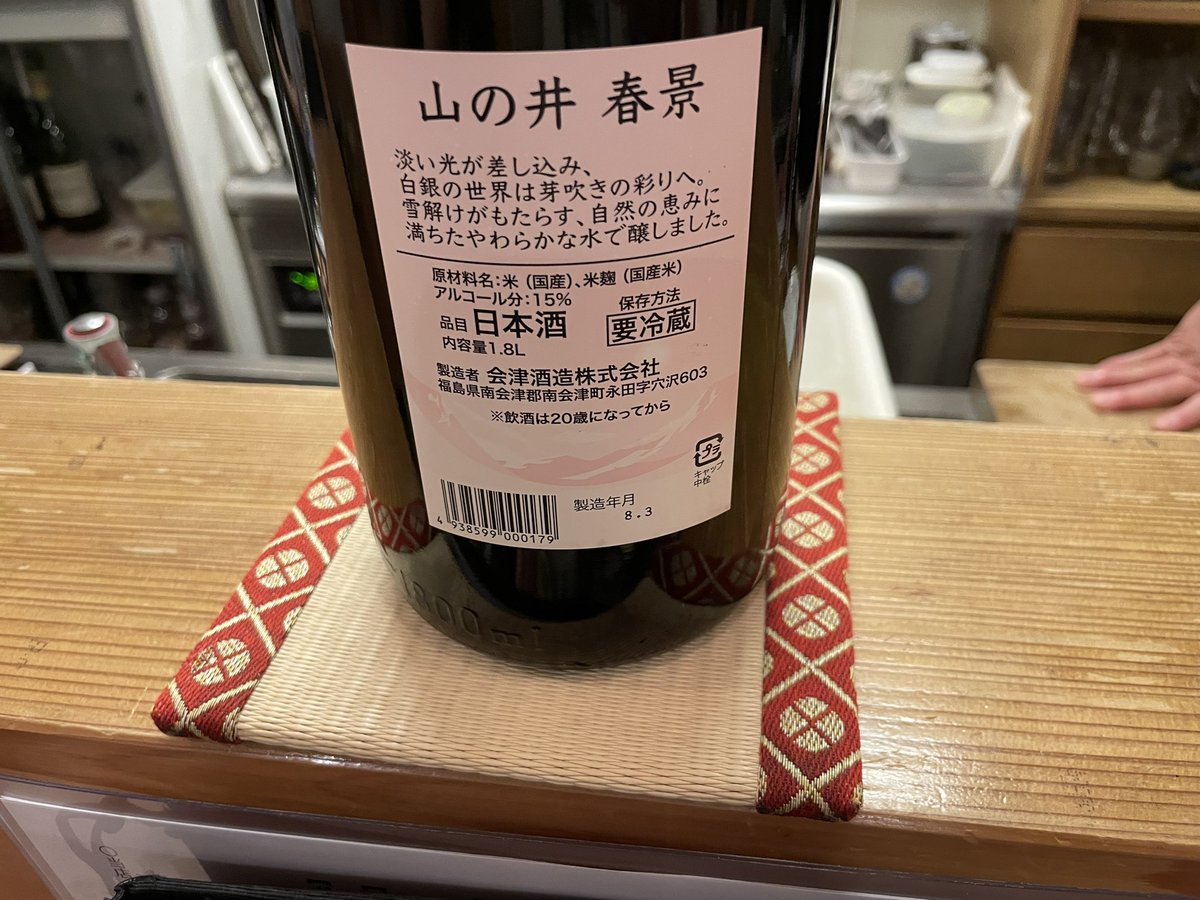 山の井 春景
淡い光が差し込み、
白銀の世界は芽吹きの彩りへ。
雪解けがもたらす、自然の恵みに
満ちたやわらかな水で醸しました。
原材料名：米（国産）、米麹（国産米）
アルコール分：15%
保存方法
品目 日本酒 要冷蔵
内容量1.8L
製造者 会津酒造株式会社
福島県南会津郡南会津町永田字穴沢603
※飲酒は20歳になってから
プラ
キャップ
中栓
製造年月
8.3
4 938599 000179
1800ml